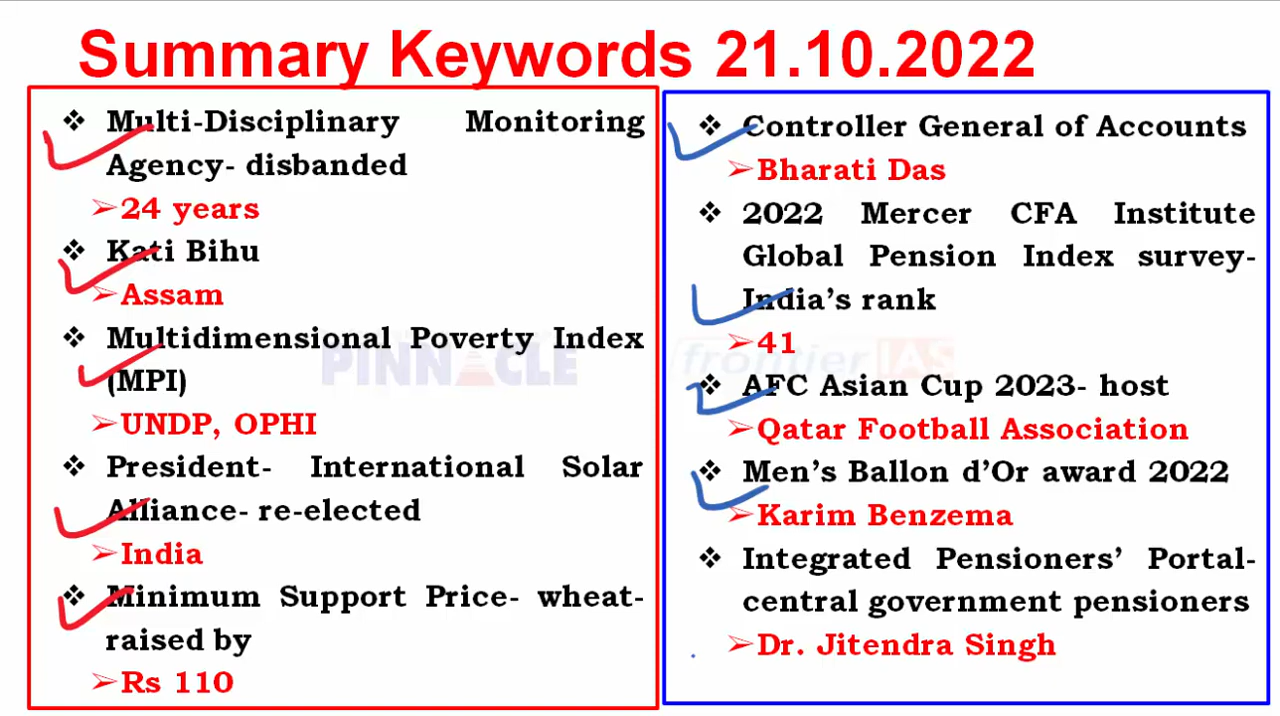 Summary Keywords 21.10.2022
❖ Multi-Disciplinary Monitoring
Agency- disbanded
➢24 years
❖ Kati Bihu
➢Assam
❖ Multidimensional Poverty Index
(MPI)
➢UNDP, OPHI
❖ President- International Solar
Alliance- re-elected
➢India
❖ Minimum Support Price- wheat-
raised by
➢Rs 110
❖ Controller General of Accounts
➢Bharati Das
❖ 2022 Mercer CFA Institute
Global Pension Index survey-
India's rank
➢41
❖ AFC Asian Cup 2023- host
➢Qatar Football Association
❖ Men's Ballon d'Or award 2022
➢Karim Benzema
❖ Integrated Pensioners' Portal-
central government pensioners
➢Dr. Jitendra Singh
PINNACLE
frontier IAS